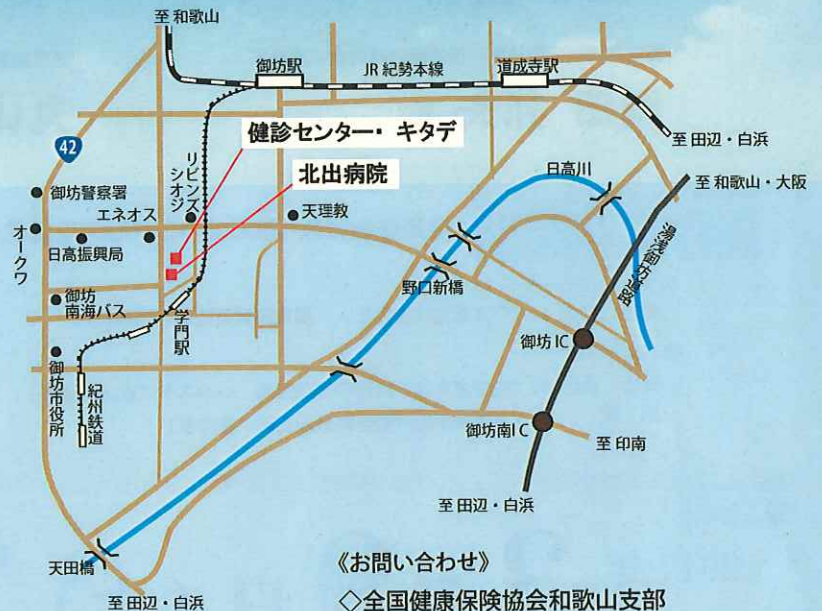 至 和歌山
御坊駅
JR 紀勢本線
道成寺駅
42
健診センター・ キタデ
リビンズ
シオジ
至 田辺・白浜
北出病院
日高川
至 和歌山・大阪
御坊警察署
エネオス
天理教
オークワ
日高振興局
湯浅御坊道路
野口新橋
御坊
南海バス
学門駅
御坊 IC
御坊市役所
紀州鉄道
御坊南I C
至 印南
至 田辺・白浜
天田橋
至 田辺・白浜
《お問い合わせ》
◇全国健康保険協会和歌山支部